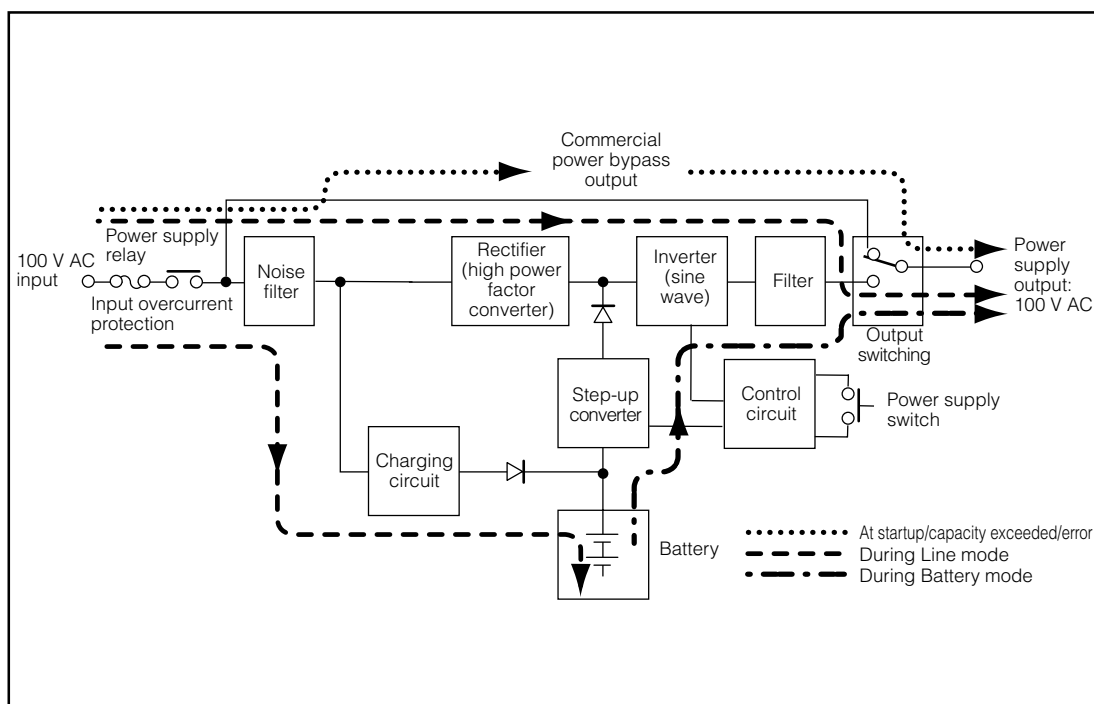 Commercial
power bypass
output
Power supply
relay
100 V AC
input
Input overcurrent
protection
Noise
filter
Rectifier
(high power
factor
converter)
Inverter
(sine
wave)
Filter
Power
supply
output:
100 V AC
Output
switching
Step-up
converter
Control
circuit
Power supply
switch
Charging
circuit
Battery
At startup/capacity exceeded/error
During Line mode
During Battery mode